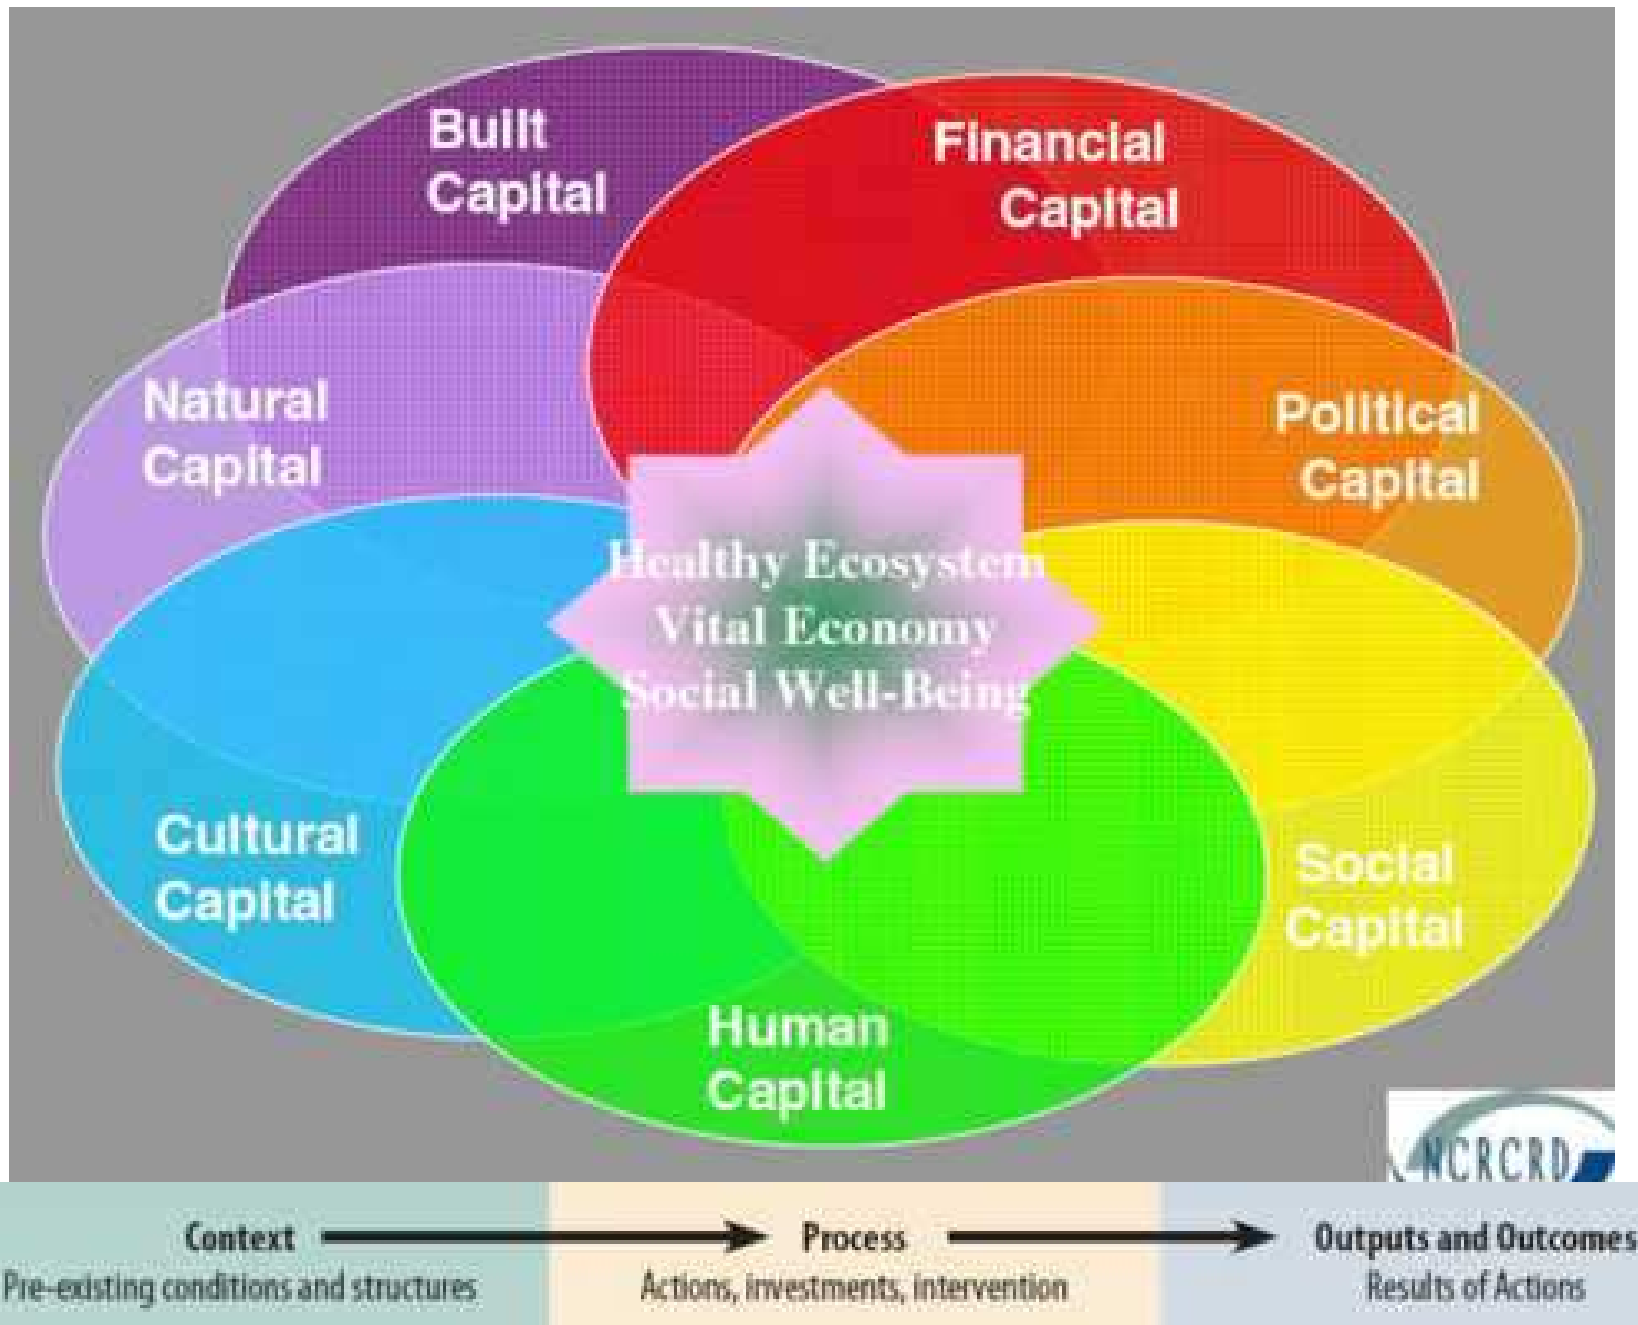 Built
Capital
Financial
Capital
Natural
Capital
Political
Capital
Healthy Ecosystem
Vital Economy
Social Well-Being
Cultural
Capital
Social
Capital
Human
Capital
NCRCRD
Context
Process
Outputs and Outcomes
Pre-existing conditions and structures
Actions, investments, intervention
Results of Actions